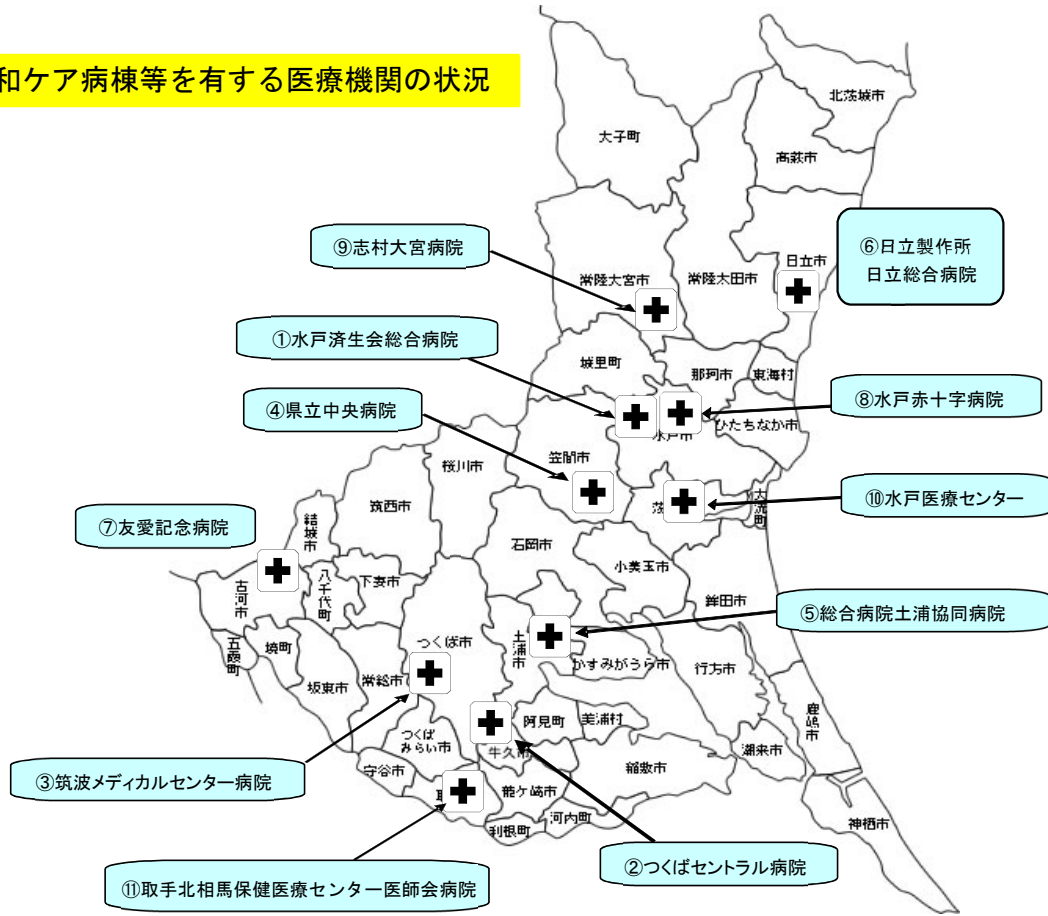 和ケア病棟等を有する医療機関の状況
北茨城市
大子町
高萩市
⑨志村大宮病院
⑥日立製作所
日立総合病院
日立市
常陸大宮市
常陸太田市
①水戸済生会総合病院
城里町
那珂市
東海村
④県立中央病院
⑧水戸赤十字病院
ひたちなか市
水戸市
笠間市
桜川市
⑩水戸医療センター
茨
大洗町
筑西市
⑦友愛記念病院
結城市
石岡市
小美玉市
八千代町
下妻市
古河市
鉾田市
⑤総合病院土浦協同病院
五霞町
境町
つくば市
土浦市
かすみがうら市
行方市
坂東市
常総市
鹿嶋市
阿見町
美浦村
つくば
みらい市
牛久市
潮来市
守谷市
稲敷市
③筑波メディカルセンター病院
取
龍ケ崎市
河内町
利根町
神栖市
②つくばセントラル病院
⑪取手北相馬保健医療センター医師会病院